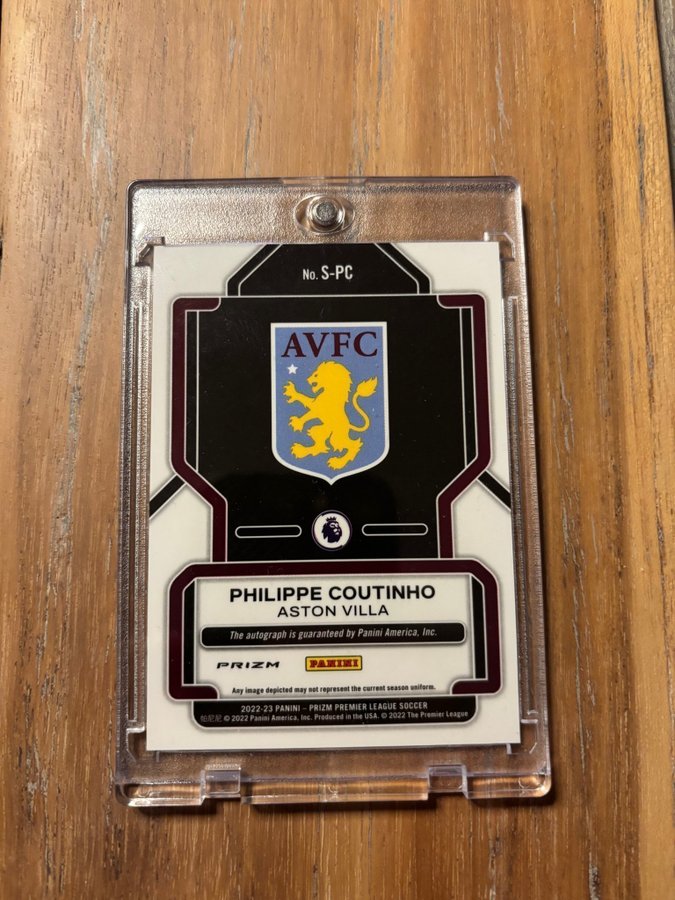 No. S-PC
AVFC
PHILIPPE COUTINHO
ASTON VILLA
The autograph is guaranteed by Panini America, Inc.
PRIZM PANINI
Any image depicted may not represent the current season uniform.
2022-23 PANINI – PRIZM PREMIER LEAGUE SOCCER
帕尼尼 © 2022 Panini America, Inc. Produced in the USA. © 2022 The Premier League